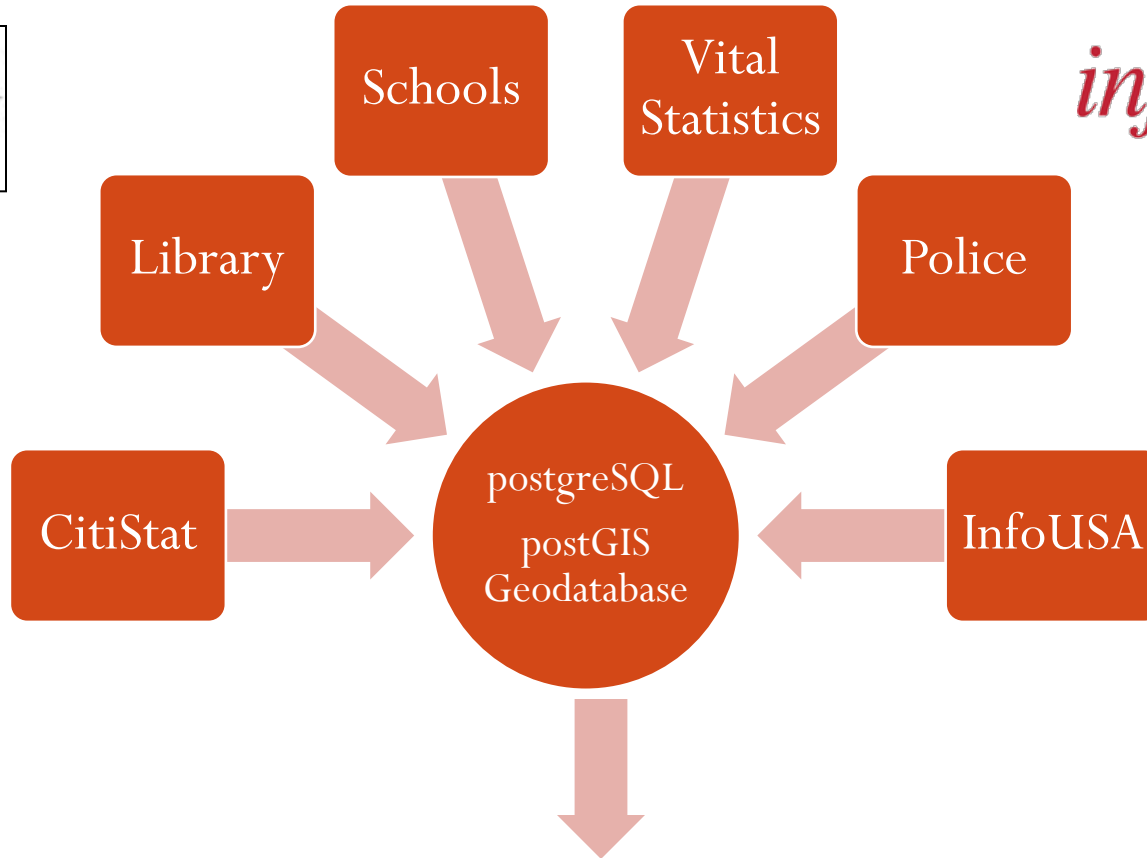 Schools
Vital
Statistics
Library
Police
CitiStat
InfoUSA
postgreSQL
postGIS
Geodatabase